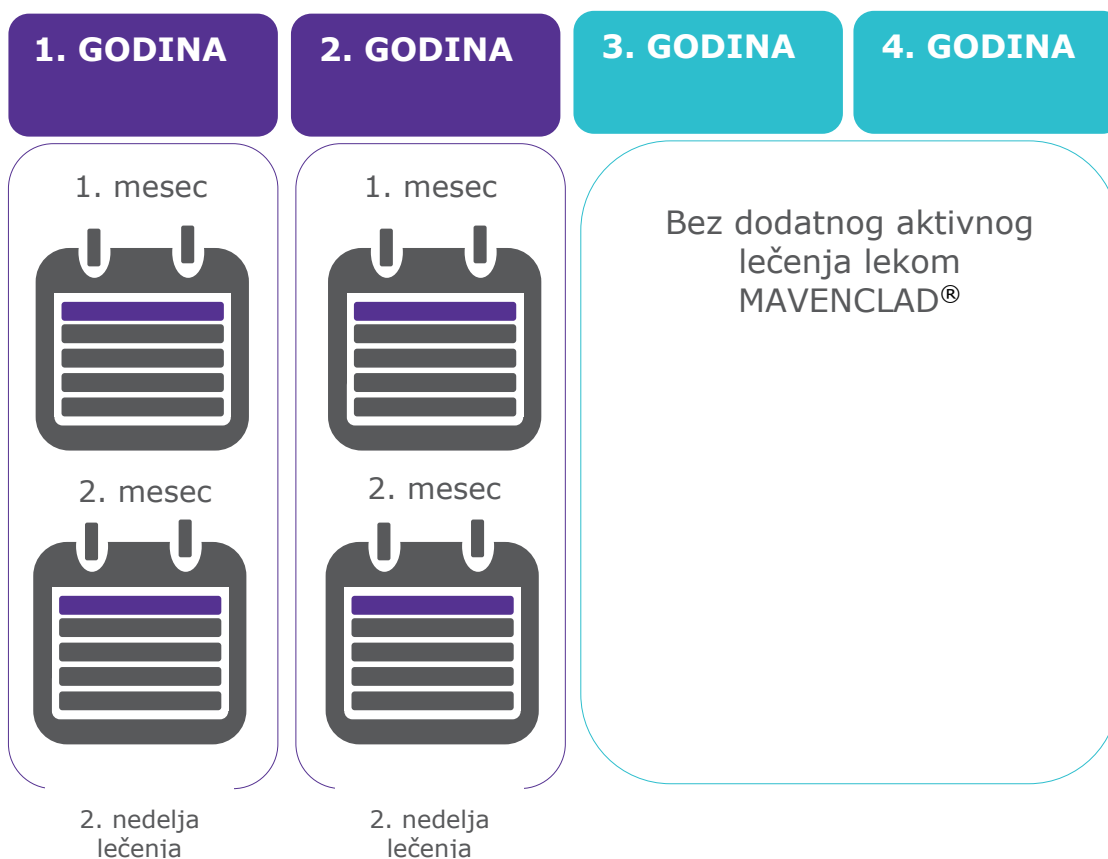 1. GODINA
2. GODINA
3. GODINA
4. GODINA
1. mesec
1. mesec
Bez dodatnog aktivnog
lečenja lekom
MAVENCLAD®
2. mesec
2. mesec
2. nedelja
lečenja
2. nedelja
lečenja